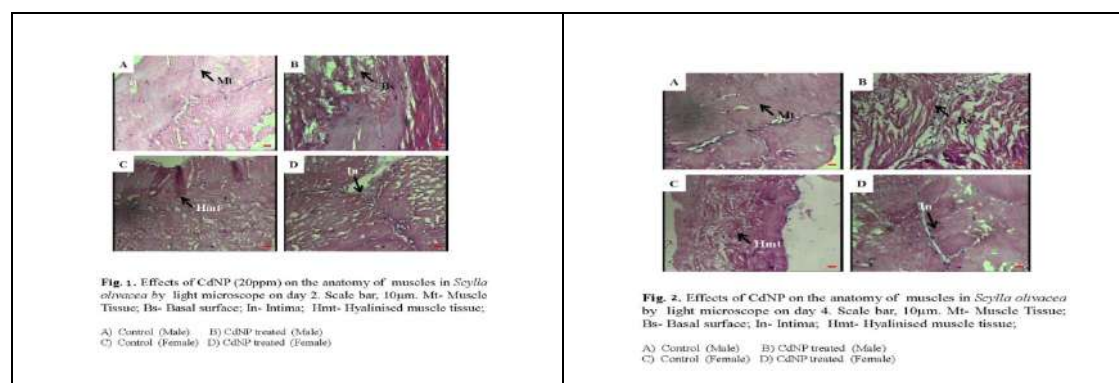 A
Mt
B
Bs
C
Hmt
D
In
Fig. 1. Effects of CdNP (20ppm) on the anatomy of muscles in Scylla
olivacea by light microscope on day 2. Scale bar, 10µm. Mt- Muscle
Tissue; Bs- Basal surface; In- Intima; Hmt- Hyalinised muscle tissue;
A) Control (Male) B) CdNP treated (Male)
C) Control (Female) D) CdNP treated (Female)
A
Mt
B
Bs
C
Hmt
D
In
Fig. 2. Effects of CdNP on the anatomy of muscles in Scylla olivacea
by light microscope on day 4. Scale bar, 10µm. Mt- Muscle Tissue;
Bs- Basal surface; In- Intima; Hmt- Hyalinised muscle tissue;
A) Control (Male) B) CdNP treated (Male)
C) Control (Female) D) CdNP treated (Female)